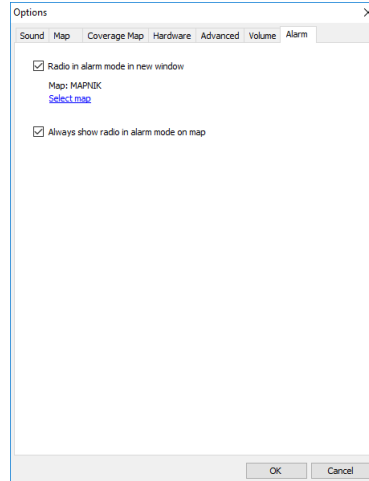 Options
Sound Map Coverage Map Hardware Advanced Volume Alarm
Radio in alarm mode in new window
Map: MAPNIK
Select map
Always show radio in alarm mode on map
OK Cancel